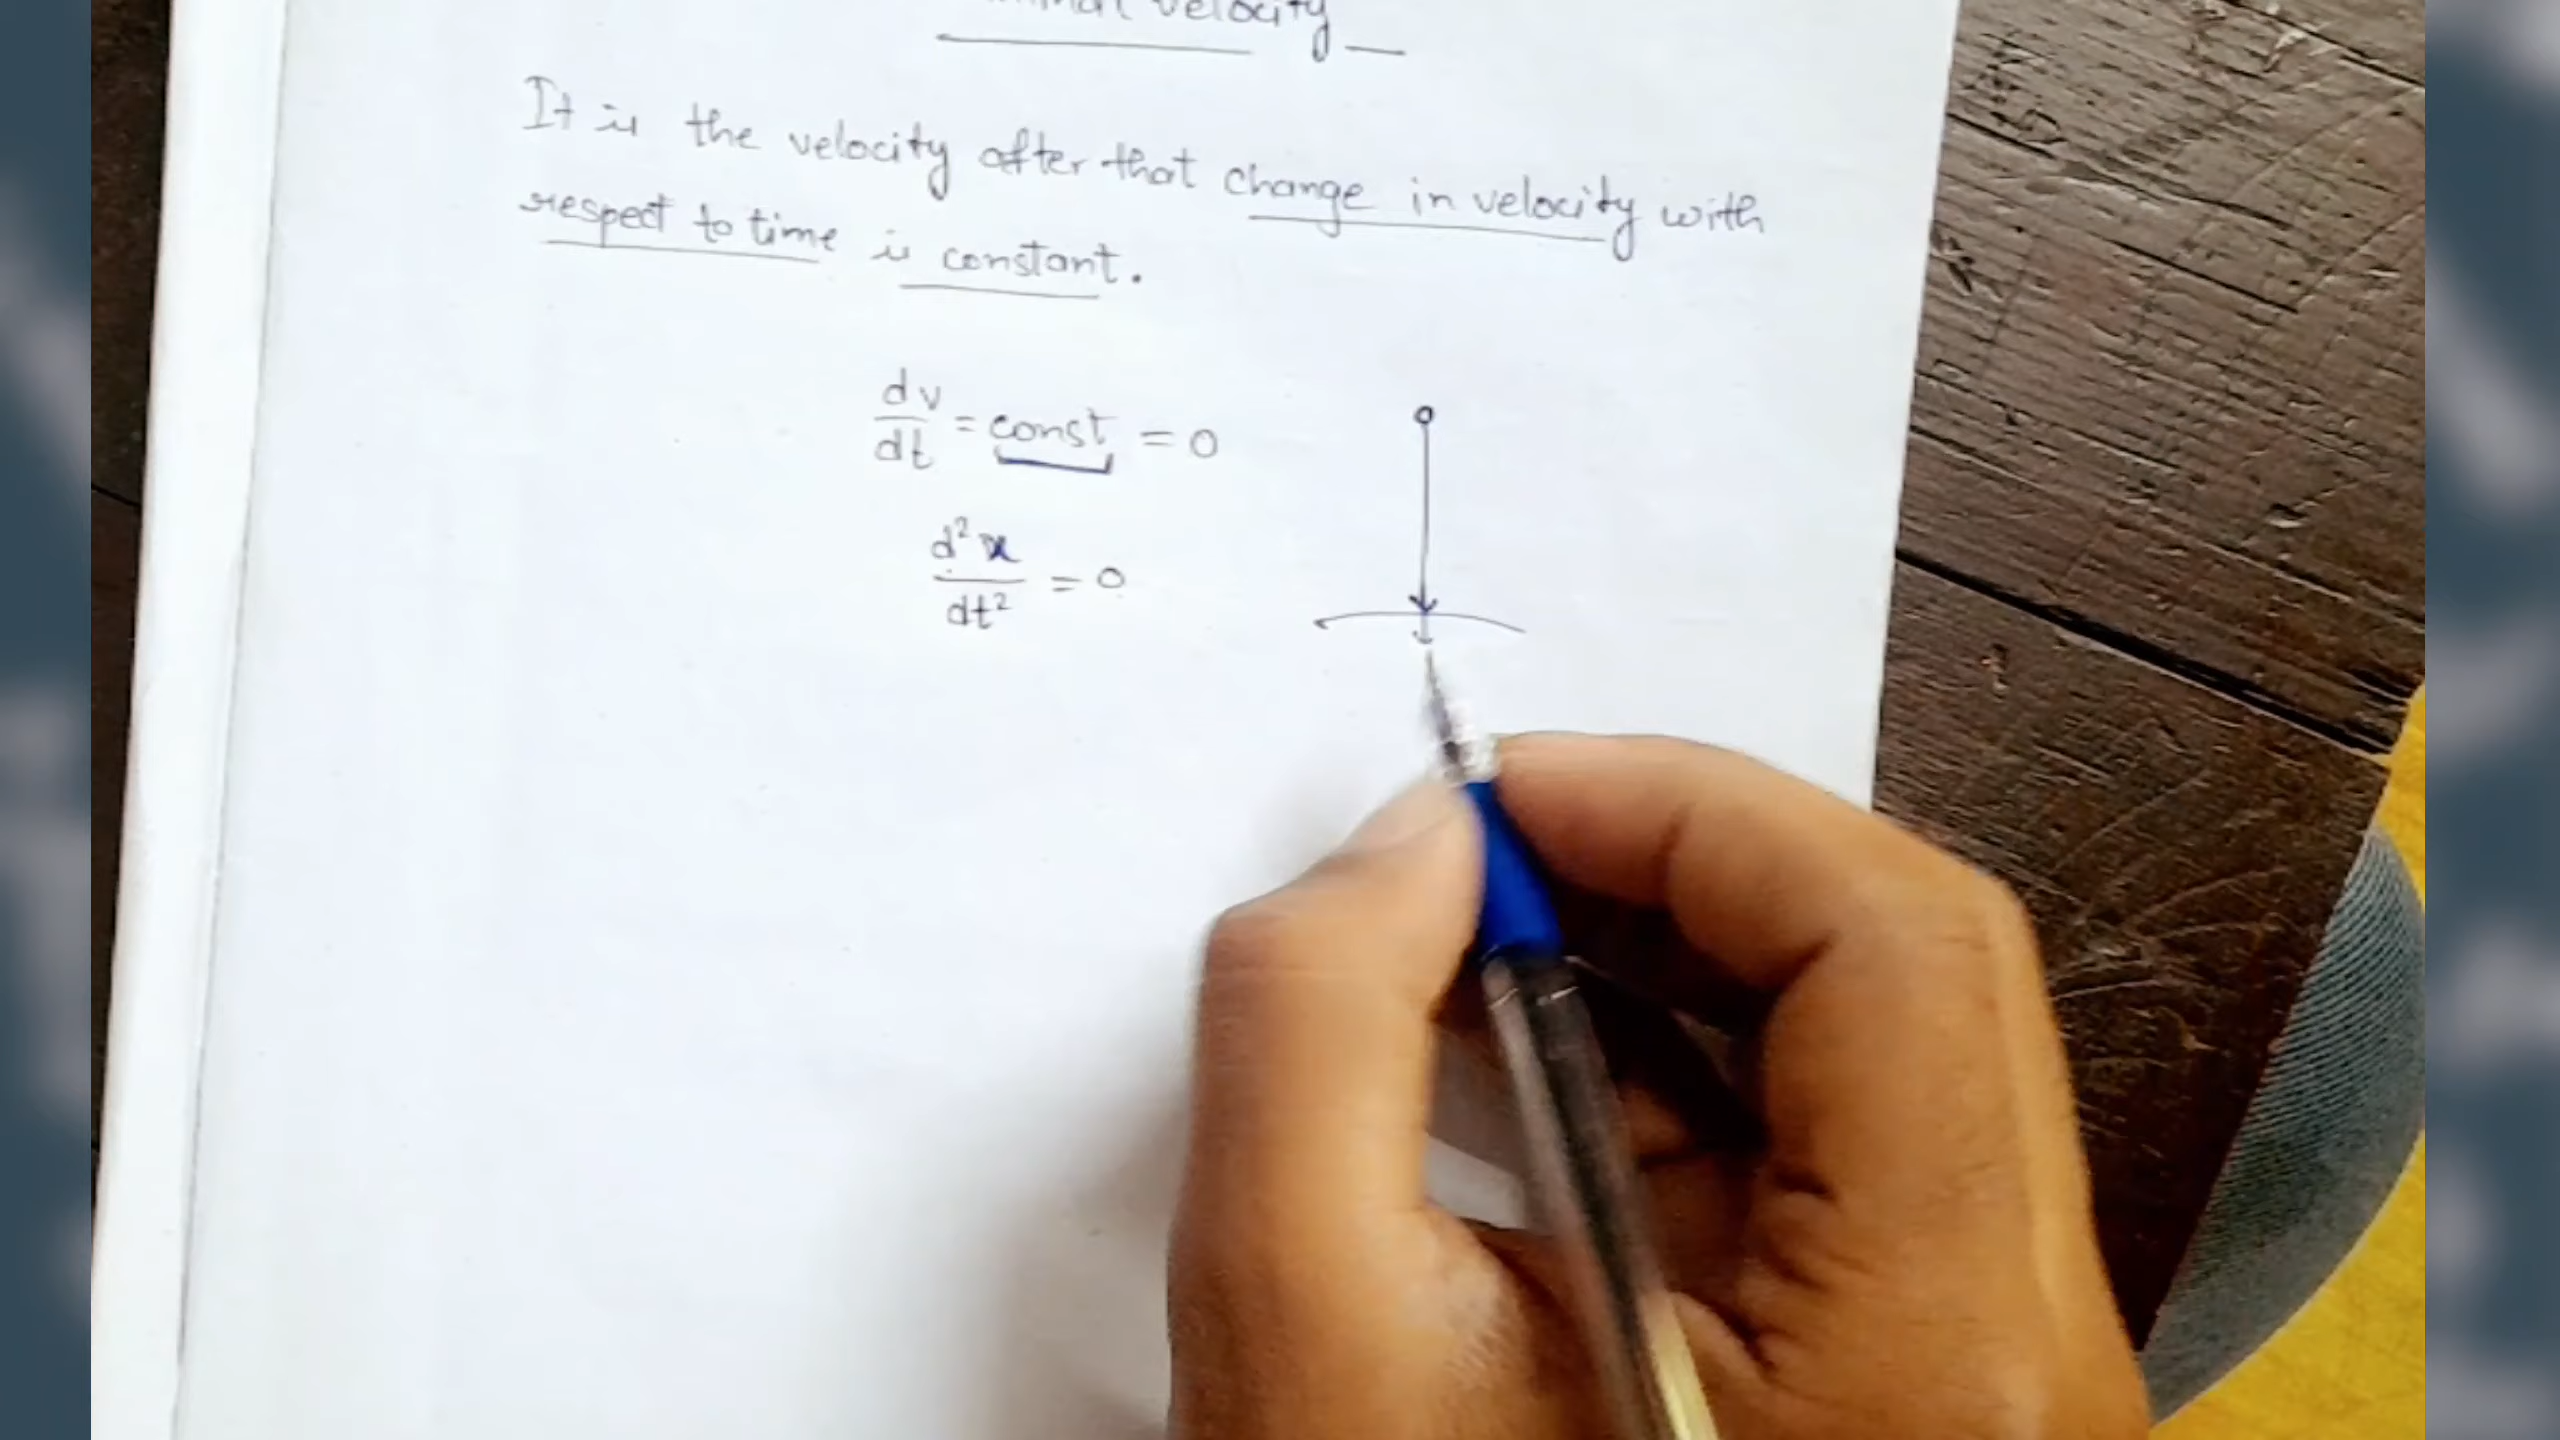 velocity
It is the velocity after that change in velocity with
respect to time is constant.
dv/dt = const = 0
d²x/dt² = 0